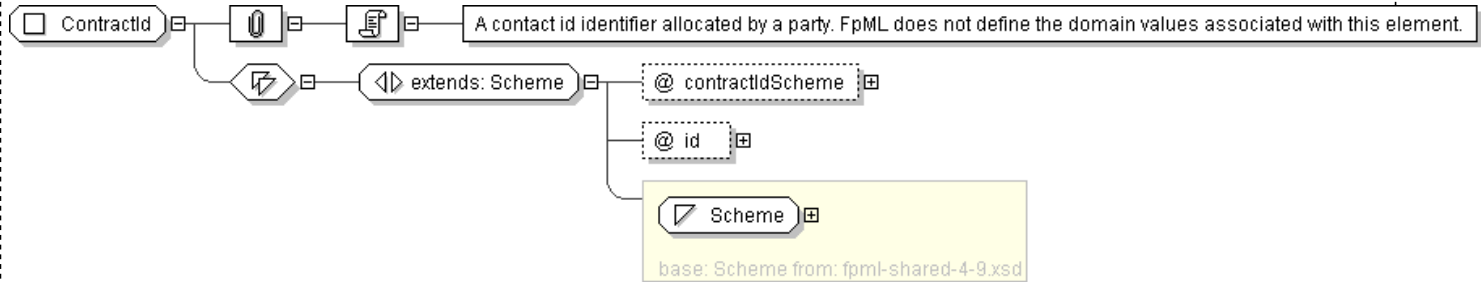 ContractId
A contact id identifier allocated by a party. FpML does not define the domain values associated with this element.
extends: Scheme
@ contractIdScheme
@ id
Scheme
base: Scheme from: fpml-shared-4-9.xsd